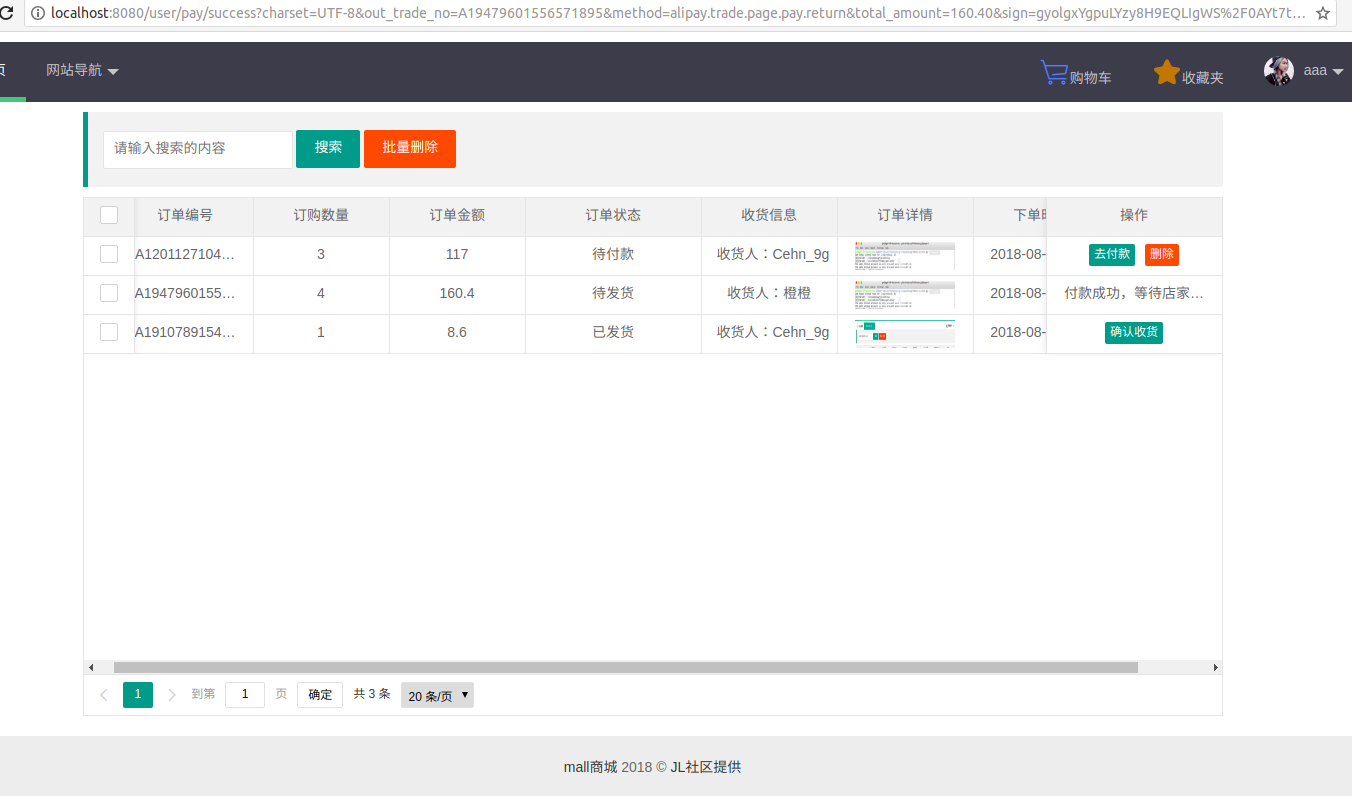 localhost:8080/user/pay/success?charset=UTF-8&out_trade_no=A19479601556571895&method=alipay.trade.page.pay.return&total_amount=160.40&sign=gyolgxYgpuLYzy8H9EQLIgWS%2F0AYt7t...
页 网站导航 购物车 收藏夹 aaa
请输入搜索的内容 搜索 批量删除
订单编号 订购数量 订单金额 订单状态 收货信息 订单详情 下单时 操作
A1201127104… 3 117 待付款 收货人：Cehn_9g 2018-08- 去付款 删除
A1947960155… 4 160.4 待发货 收货人：橙橙 2018-08- 付款成功，等待店家…
A1910789154… 1 8.6 已发货 收货人：Cehn_9g 2018-08- 确认收货
1 到第 1 页 确定 共 3 条 20 条/页
mall商城 2018 © JL社区提供